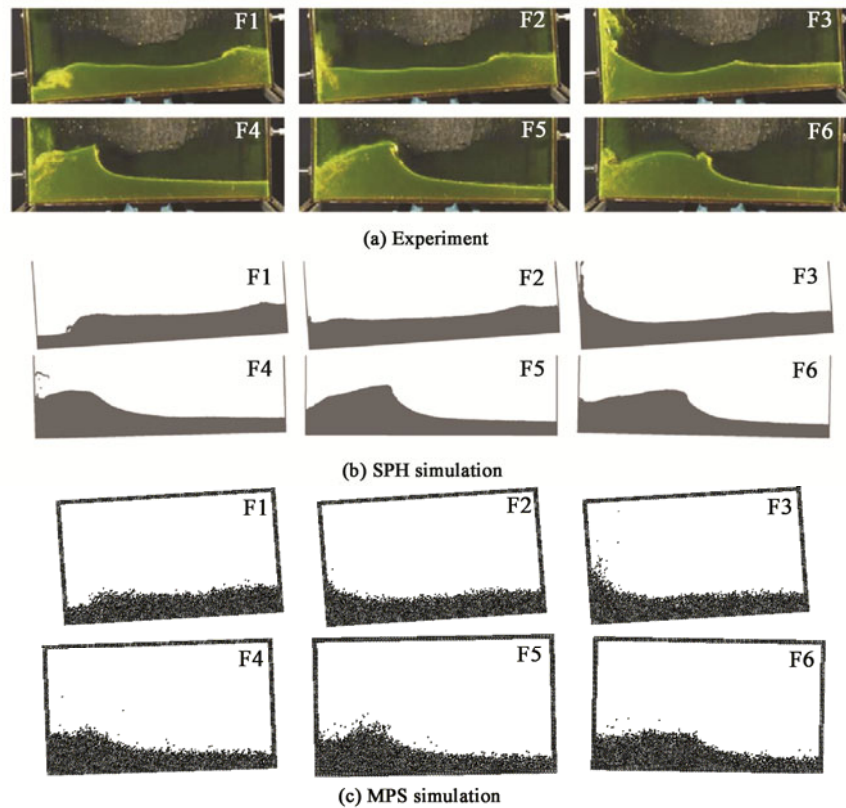 F1 F2 F3
F4 F5 F6
(a) Experiment
F1 F2 F3
F4 F5 F6
(b) SPH simulation
F1 F2 F3
F4 F5 F6
(c) MPS simulation